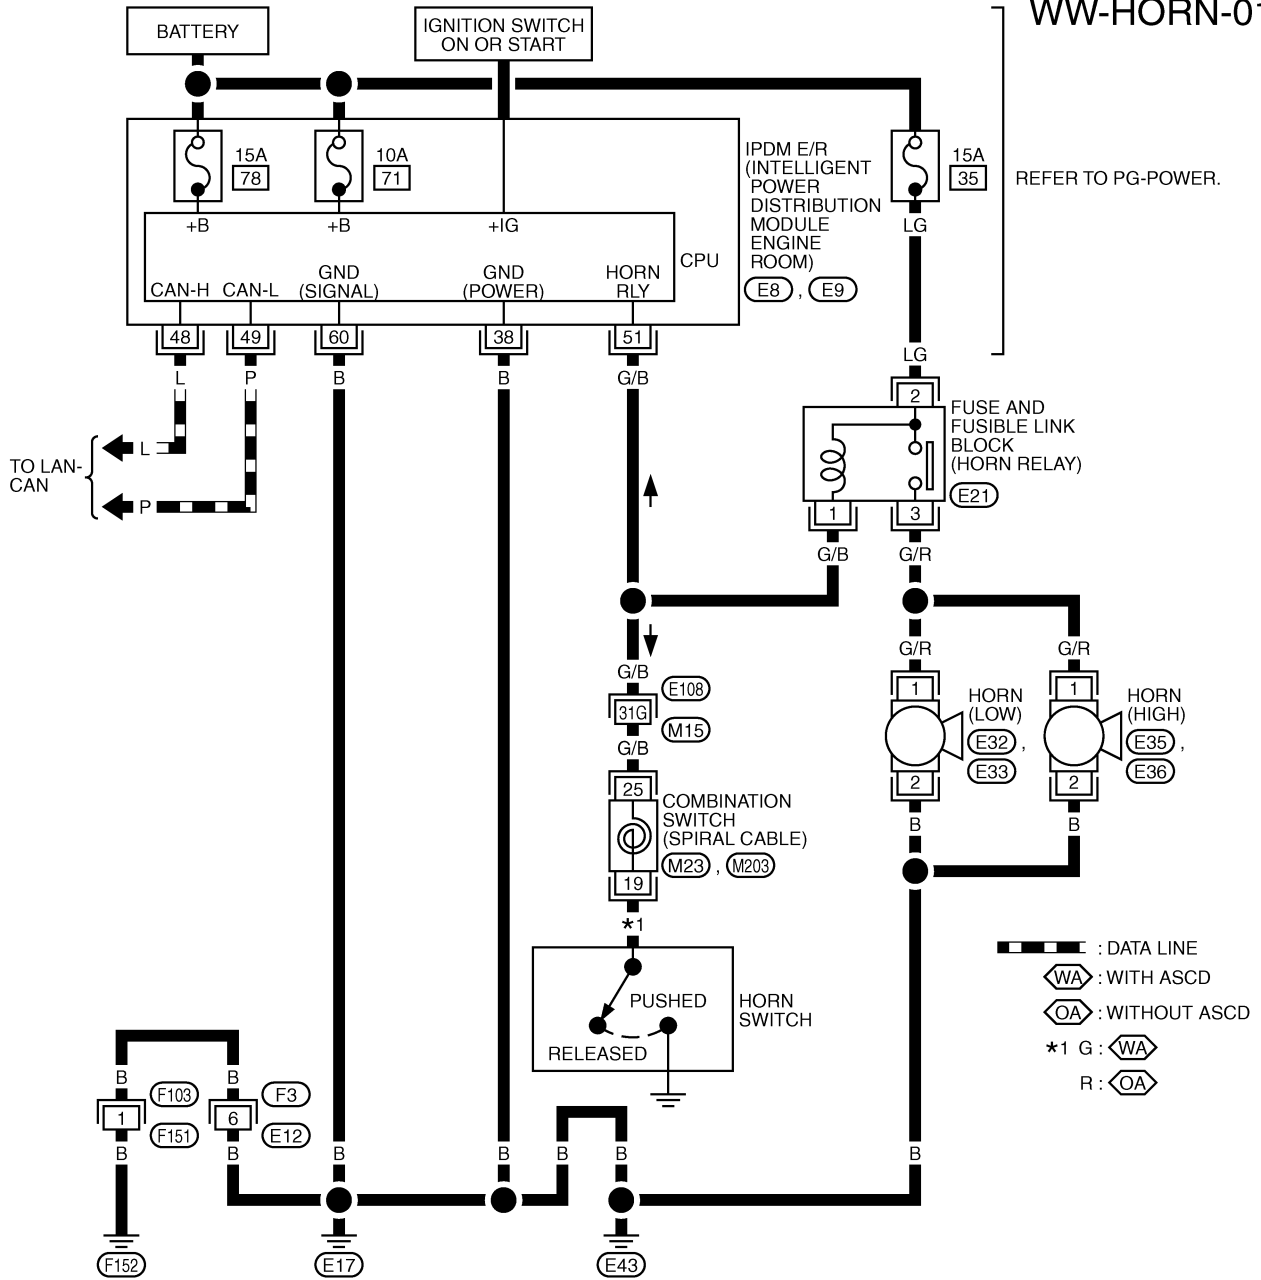 WW-HORN-01
BATTERY
IGNITION SWITCH
ON OR START
15A
78
10A
71
IPDM E/R
(INTELLIGENT
POWER
DISTRIBUTION
MODULE
ENGINE
ROOM)
E8 , E9
15A
35
REFER TO PG-POWER.
+B
+B
+IG
LG
CPU
CAN-H
CAN-L
GND
(SIGNAL)
GND
(POWER)
HORN
RLY
48
49
60
38
51
LG
L
P
B
B
G/B
2
FUSE AND
FUSIBLE LINK
BLOCK
(HORN RELAY)
E21
TO LAN-
CAN
L
P
1
3
G/B
G/R
G/B
G/R
G/R
E108
31G
M15
G/B
1
1
HORN
(LOW)
E32 ,
E33
HORN
(HIGH)
E35 ,
E36
2
2
25
COMBINATION
SWITCH
(SPIRAL CABLE)
M23 , M203
19
B
B
*1
PUSHED
RELEASED
HORN
SWITCH
: DATA LINE
WA : WITH ASCD
OA : WITHOUT ASCD
*1 G : WA
R : OA
B
B
F103
F3
1
6
F151
E12
B
B
B
B
B
B
B
F152
E17
E43